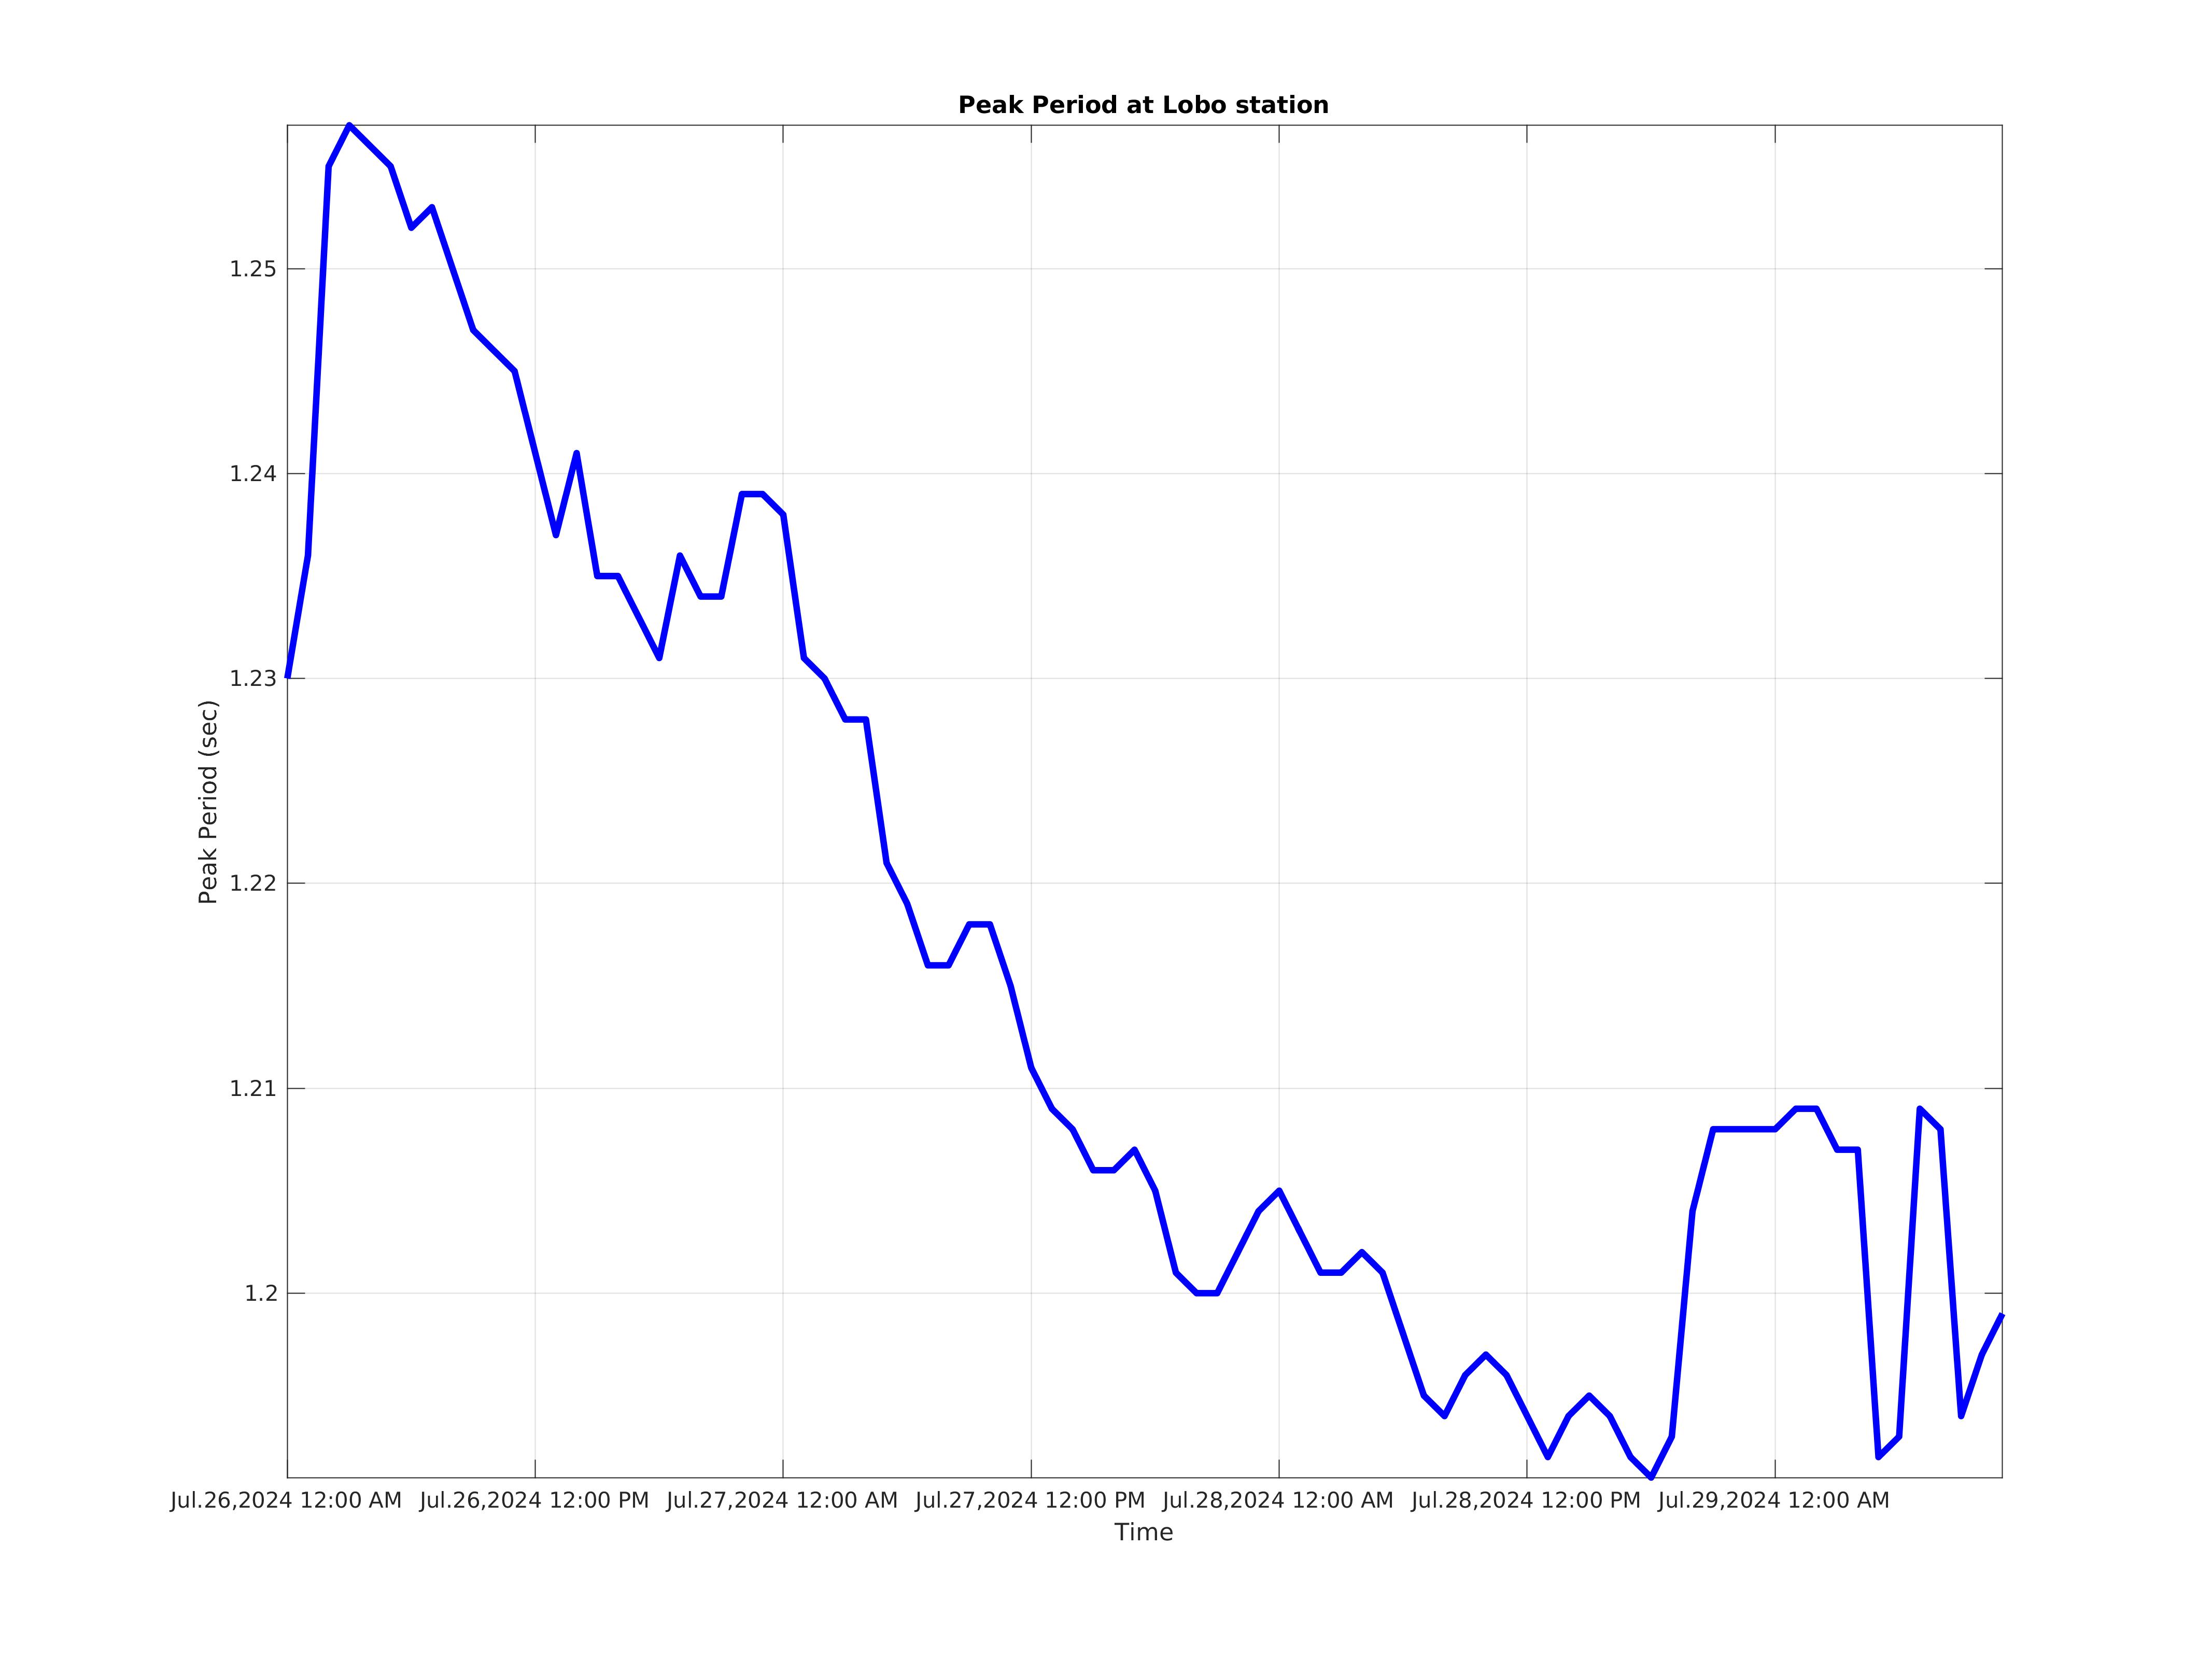 Peak Period at Lobo station
1.25
1.24
1.23
1.22
1.21
1.2
Peak Period (sec)
Jul.26,2024 12:00 AM Jul.26,2024 12:00 PM Jul.27,2024 12:00 AM Jul.27,2024 12:00 PM Jul.28,2024 12:00 AM Jul.28,2024 12:00 PM Jul.29,2024 12:00 AM
Time